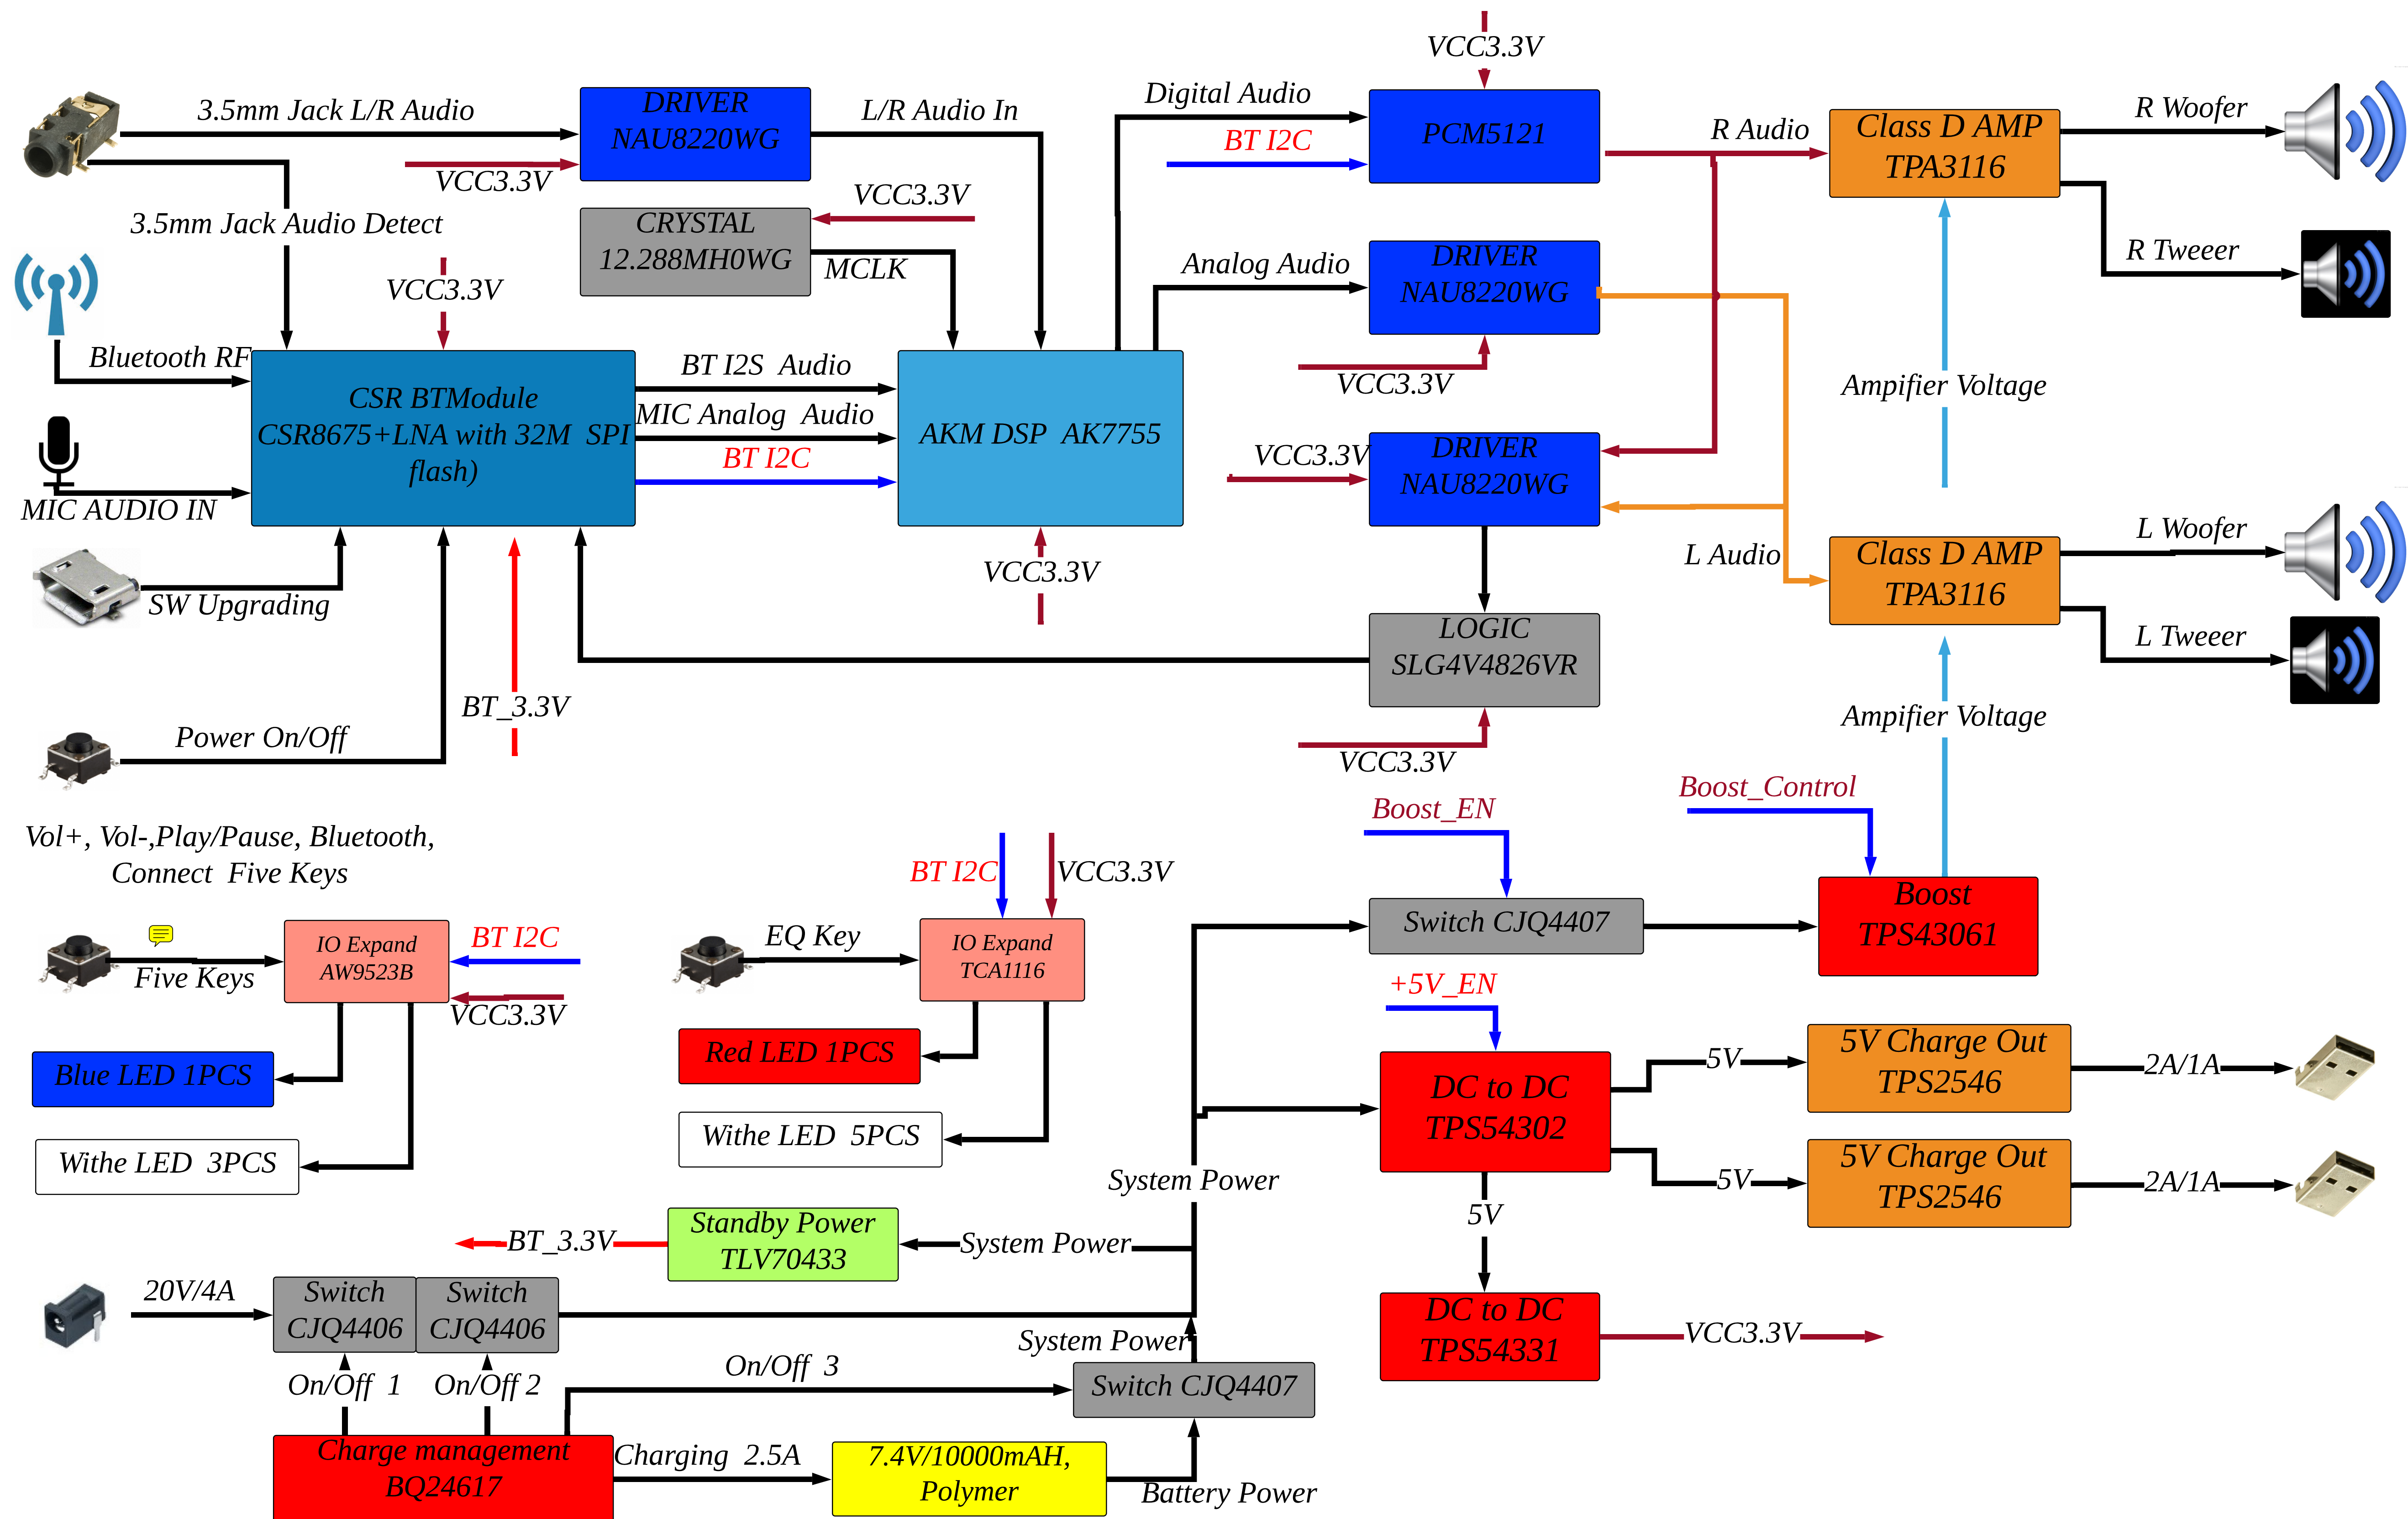 VCC3.3V
3.5mm Jack L/R Audio
DRIVER
NAU8220WG
L/R Audio In
Digital Audio
BT I2C
PCM5121
R Audio
Class D AMP
TPA3116
R Woofer
VCC3.3V
3.5mm Jack Audio Detect
CRYSTAL
12.288MH0WG
VCC3.3V
MCLK
Analog Audio
DRIVER
NAU8220WG
R Tweeer
VCC3.3V
VCC3.3V
Ampifier Voltage
Bluetooth RF
CSR BTModule
CSR8675+LNA with 32M SPI
flash)
BT I2S Audio
MIC Analog Audio
BT I2C
AKM DSP AK7755
VCC3.3V
DRIVER
NAU8220WG
MIC AUDIO IN
L Audio
Class D AMP
TPA3116
L Woofer
VCC3.3V
SW Upgrading
LOGIC
SLG4V4826VR
L Tweeer
BT_3.3V
Ampifier Voltage
Power On/Off
VCC3.3V
Boost_EN
Boost_Control
Vol+, Vol-,Play/Pause, Bluetooth,
Connect Five Keys
BT I2C
VCC3.3V
Switch CJQ4407
Boost
TPS43061
Five Keys
IO Expand
AW9523B
BT I2C
VCC3.3V
EQ Key
IO Expand
TCA1116
+5V_EN
Blue LED 1PCS
Red LED 1PCS
DC to DC
TPS54302
5V
5V Charge Out
TPS2546
2A/1A
Withe LED 3PCS
Withe LED 5PCS
System Power
5V
5V Charge Out
TPS2546
2A/1A
5V
BT_3.3V
Standby Power
TLV70433
System Power
20V/4A
Switch
CJQ4406
Switch
CJQ4406
System Power
DC to DC
TPS54331
VCC3.3V
On/Off 1
On/Off 2
On/Off 3
Switch CJQ4407
Charge management
BQ24617
Charging 2.5A
7.4V/10000mAH,
Polymer
Battery Power